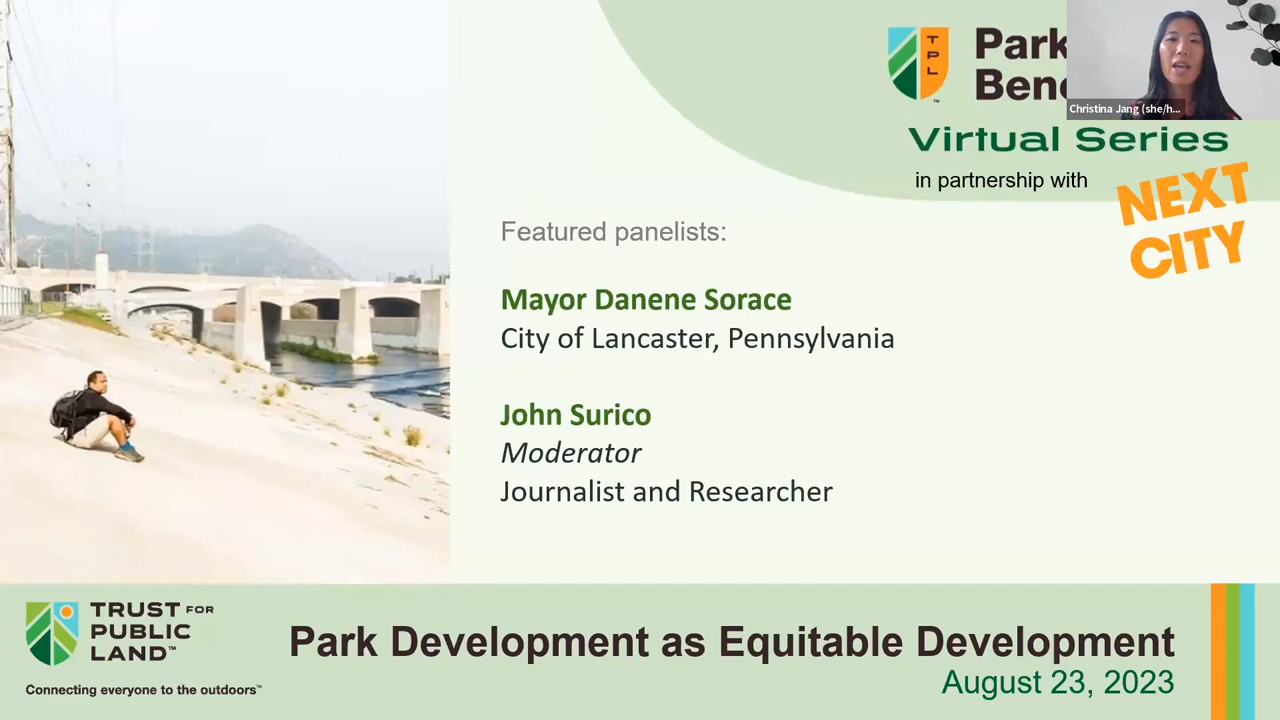 TPL
Park
Bene
Christina Jang (she/h...
Virtual Series
in partnership with
NEXT
CITY
Featured panelists:
Mayor Danene Sorace
City of Lancaster, Pennsylvania
John Surico
Moderator
Journalist and Researcher
TRUST FOR
PUBLIC
LAND™
Connecting everyone to the outdoors™
Park Development as Equitable Development
August 23, 2023